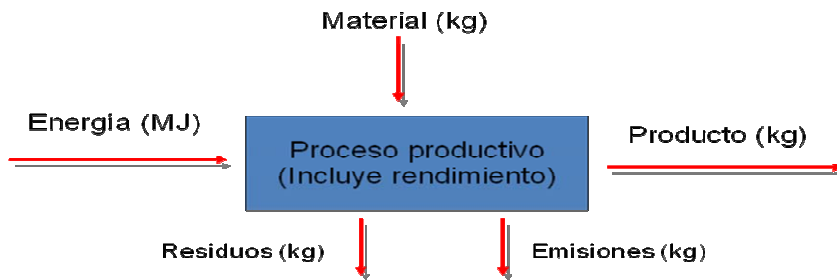 Material (kg)
Energia (MJ)
Producto (kg)
Proceso productivo
(Incluye rendimiento)
Residuos (kg)
Emisiones (kg)